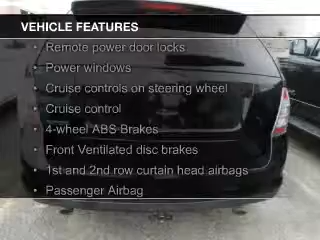 VEHICLE FEATURES
• Remote power door locks
• Power windows
• Cruise controls on steering wheel
• Cruise control
• 4-wheel ABS Brakes
• Front Ventilated disc brakes
• 1st and 2nd row curtain head airbags
• Passenger Airbag